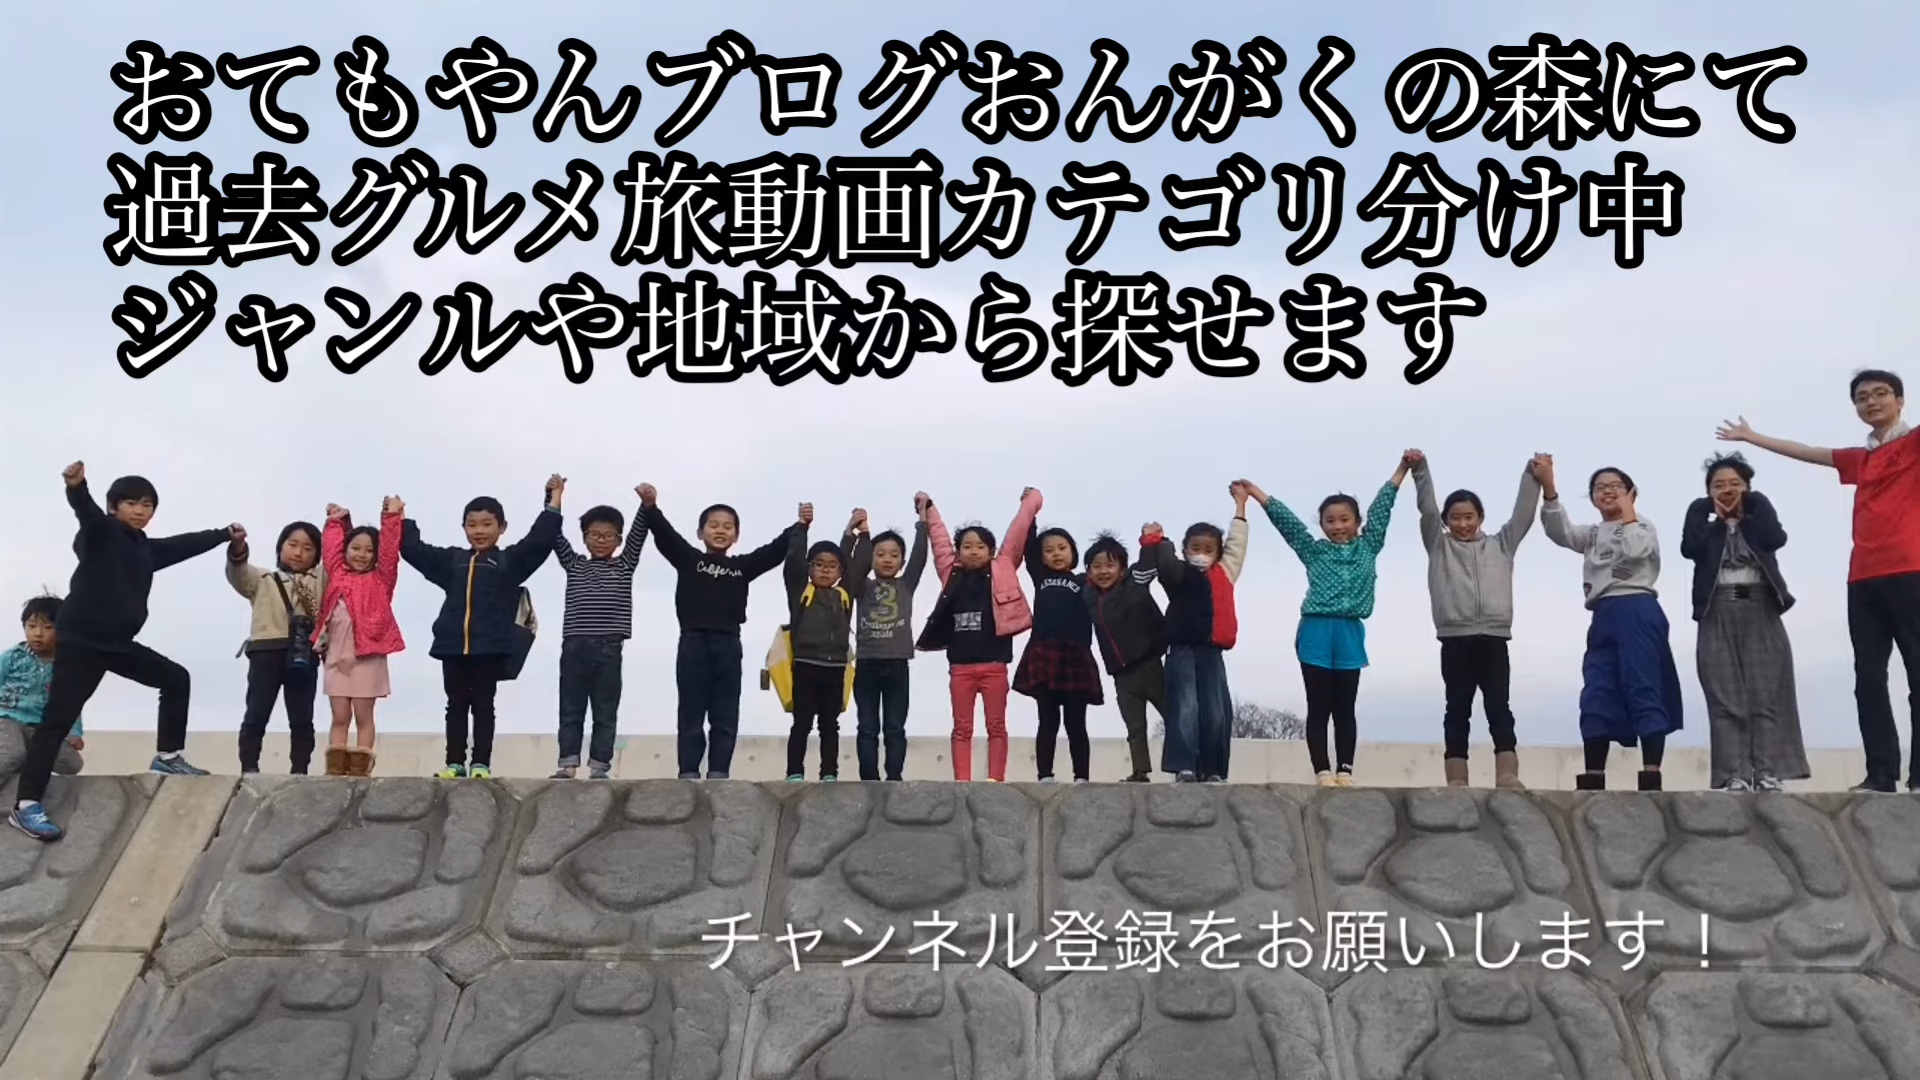 おてもやんブログおんがくの森にて
過去グルメ旅動画カテゴリ分け中
ジャンルや地域から探せます
California
3
チャンネル登録をお願いします！